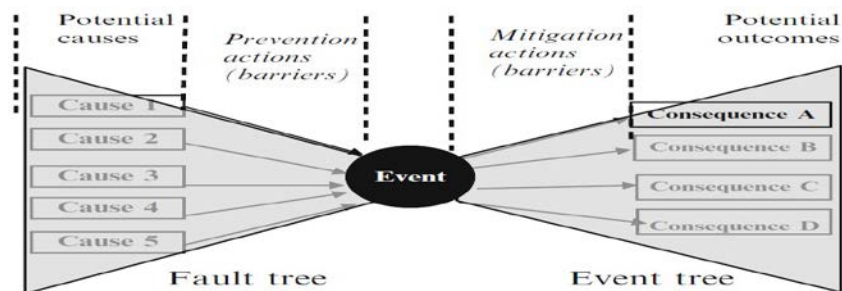 Potential
causes
Prevention
actions
(barriers)
Mitigation
actions
(barriers)
Potential
outcomes
Cause 1
Cause 2
Cause 3
Cause 4
Cause 5
Event
Consequence A
Consequence B
Consequence C
Consequence D
Fault tree
Event tree